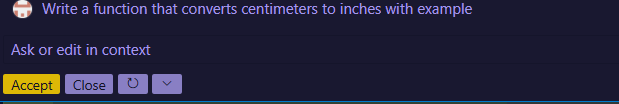 Write a function that converts centimeters to inches with example
Ask or edit in context
Accept Close